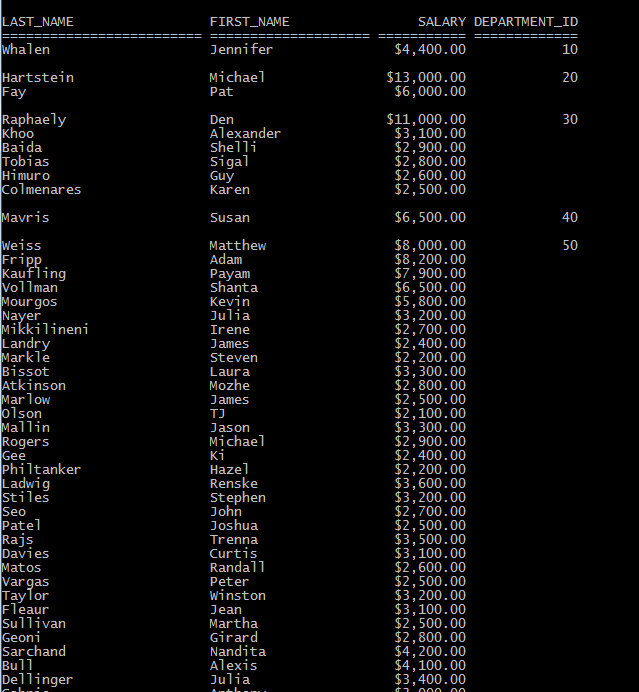 LAST_NAME FIRST_NAME SALARY DEPARTMENT_ID
========================= ==================== =========== =============
Whalen Jennifer $4,400.00 10
Hartstein Michael $13,000.00 20
Fay Pat $6,000.00
Raphaely Den $11,000.00 30
Khoo Alexander $3,100.00
Baida Shelli $2,900.00
Tobias Sigal $2,800.00
Himuro Guy $2,600.00
Colmenares Karen $2,500.00
Mavris Susan $6,500.00 40
Weiss Matthew $8,000.00 50
Fripp Adam $8,200.00
Kaufling Payam $7,900.00
Vollman Shanta $6,500.00
Mourgos Kevin $5,800.00
Nayer Julia $3,200.00
Mikkilineni Irene $2,700.00
Landry James $2,400.00
Markle Steven $2,200.00
Bissot Laura $3,300.00
Atkinson Mozhe $2,800.00
Marlow James $2,500.00
Olson TJ $2,100.00
Mallin Jason $3,300.00
Rogers Michael $2,900.00
Gee Ki $2,400.00
Philtanker Hazel $2,200.00
Ladwig Renske $3,600.00
Stiles Stephen $3,200.00
Seo John $2,700.00
Patel Joshua $2,500.00
Rajs Trenna $3,500.00
Davies Curtis $3,100.00
Matos Randall $2,600.00
Vargas Peter $2,500.00
Taylor Winston $3,200.00
Fleaur Jean $3,100.00
Sullivan Martha $2,500.00
Geoni Girard $2,800.00
Sarchand Nandita $4,200.00
Bull Alexis $4,100.00
Dellinger Julia $3,400.00